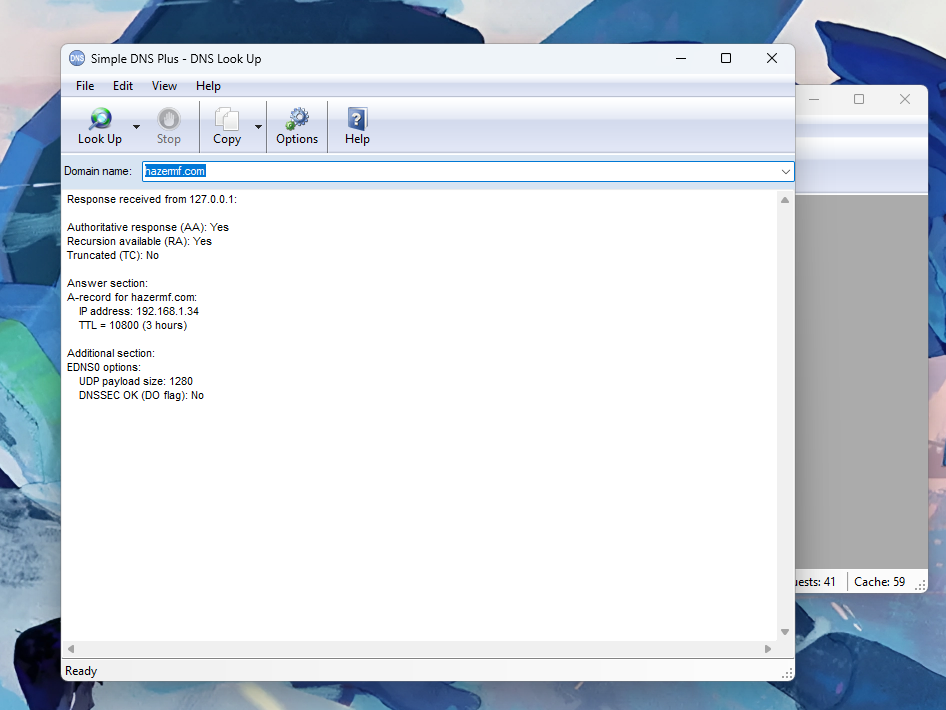 DNS Simple DNS Plus - DNS Look Up
File Edit View Help
Look Up Stop Copy Options Help
Domain name: hazermf.com
Response received from 127.0.0.1:
Authoritative response (AA): Yes
Recursion available (RA): Yes
Truncated (TC): No
Answer section:
A-record for hazermf.com:
IP address: 192.168.1.34
TTL = 10800 (3 hours)
Additional section:
EDNS0 options:
UDP payload size: 1280
DNSSEC OK (DO flag): No
Ready
Cache: 59